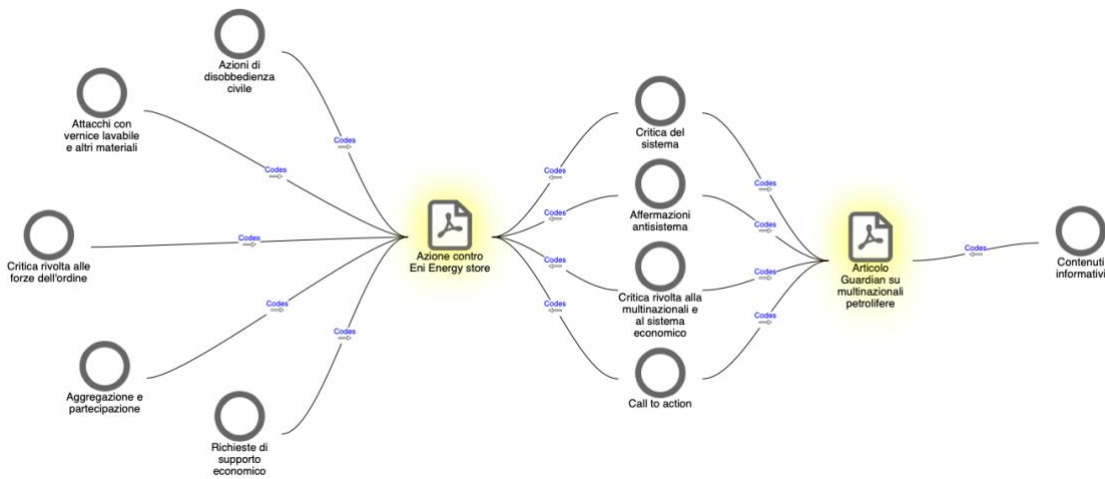 Azioni di
disobbedienza
civile
Codes
Attacchi con
vernice lavabile
e altri materiali
Codes
Critica rivolta alle
forze dell'ordine
Codes
Aggregazione e
partecipazione
Codes
Richieste di
supporto
economico
Codes
Azione contro
Eni Energy store
Critica del
sistema
Codes
Codes
Affermazioni
antisistema
Codes
Codes
Critica rivolta alla
multinazionali e
al sistema
economico
Codes
Codes
Call to action
Codes
Codes
Articolo
Guardian su
multinazionali
petrolifere
Codes
Contenuti
informativi